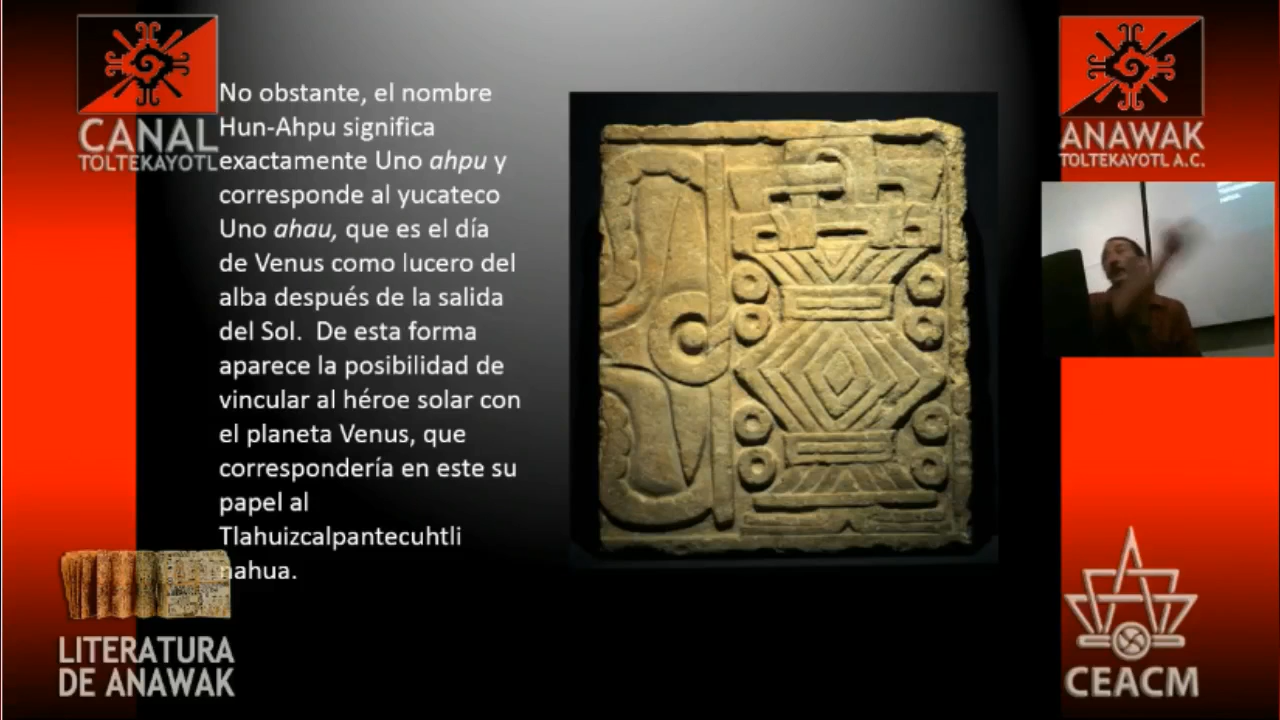 No obstante, el nombre
Hun-Ahpu significa
exactamente Uno ahpu y
corresponde al yucateco
Uno ahau, que es el día
de Venus como lucero del
alba después de la salida
del Sol.  De esta forma
aparece la posibilidad de
vincular al héroe solar con
el planeta Venus, que
correspondería en este su
papel al
Tlahuizcalpantecuhtli
nahua.
CANAL
TOLTEKAYOTL
LITERATURA
DE ANAWAK
ANAWAK
TOLTEKAYOTL A.C.
CEACM